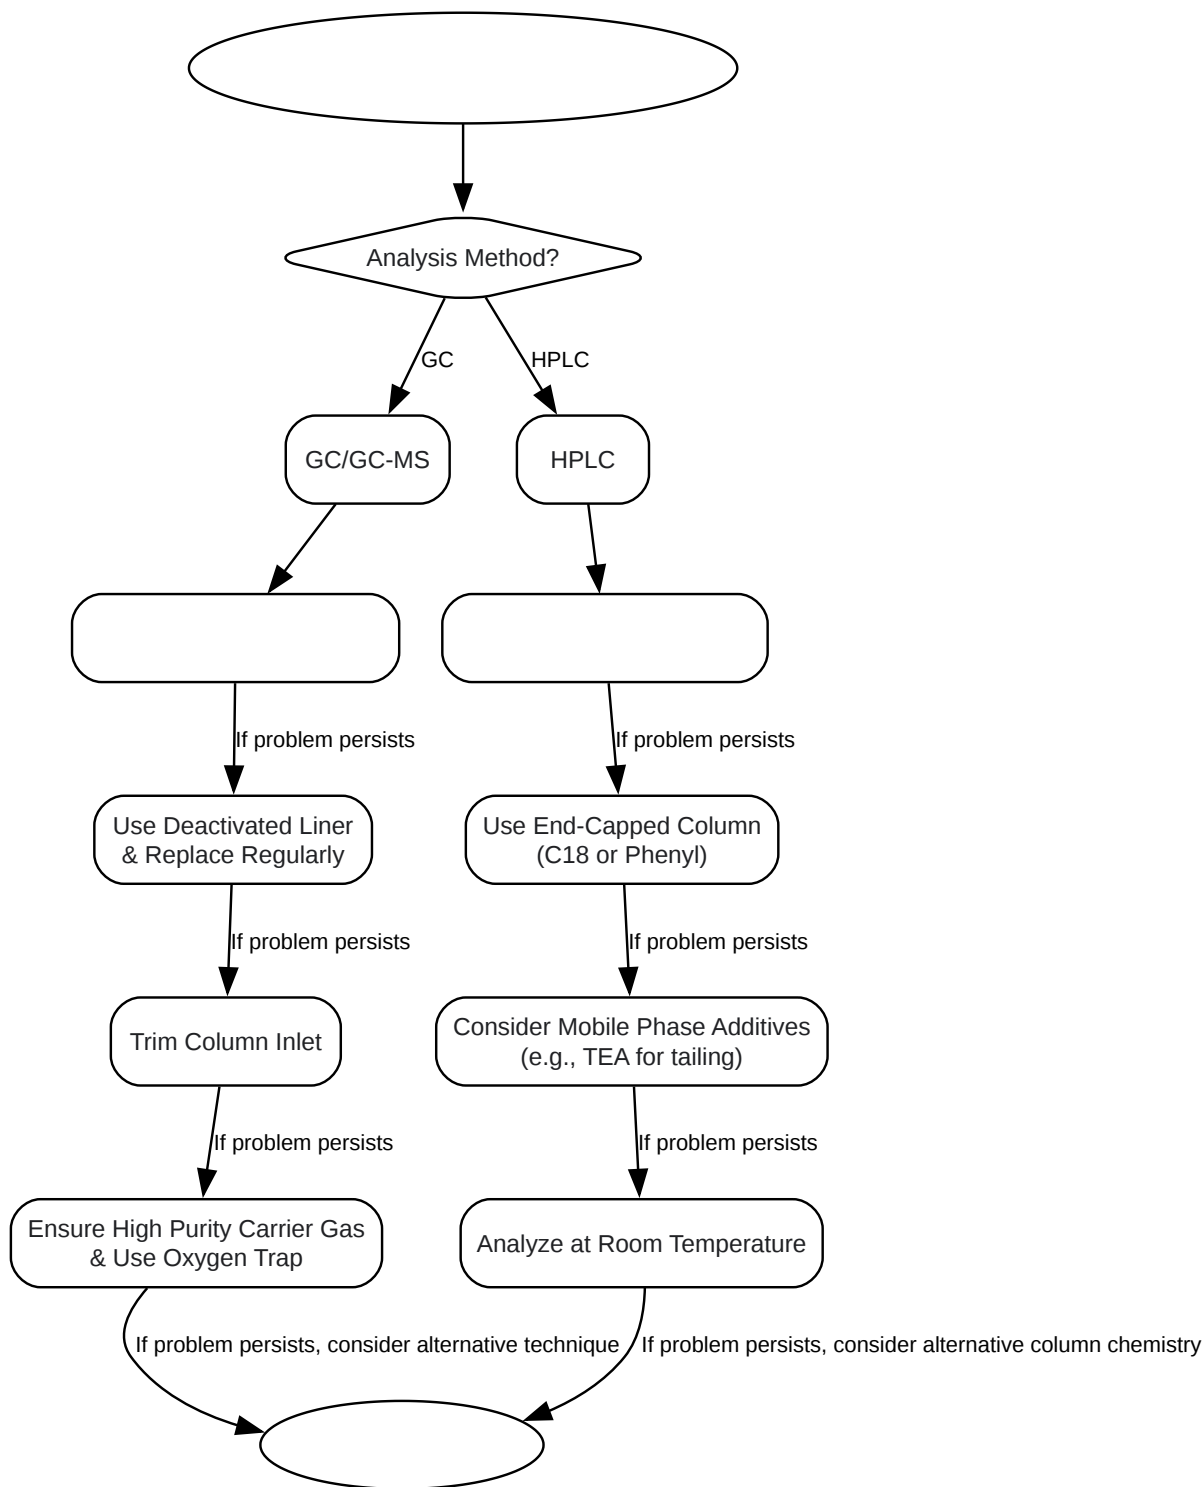 Analysis Method?
GC
HPLC
GC/GC-MS
HPLC
If problem persists
If problem persists
Use Deactivated Liner
& Replace Regularly
Use End-Capped Column
(C18 or Phenyl)
If problem persists
If problem persists
Trim Column Inlet
Consider Mobile Phase Additives
(e.g., TEA for tailing)
If problem persists
If problem persists
Ensure High Purity Carrier Gas
& Use Oxygen Trap
Analyze at Room Temperature
If problem persists, consider alternative technique
If problem persists, consider alternative column chemistry